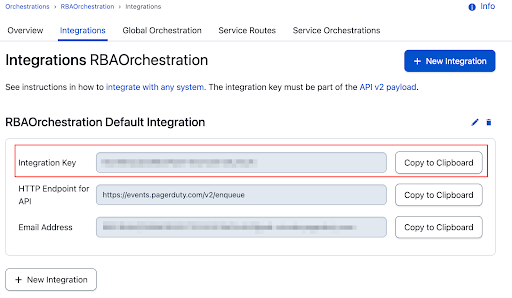 Orchestrations › RBAOrchestration › Integrations
Info
Overview Integrations Global Orchestration Service Routes Service Orchestrations
Integrations RBAOrchestration
+ New Integration
See instructions in how to integrate with any system. The integration key must be part of the API v2 payload.
RBAOrchestration Default Integration
Integration Key
Copy to Clipboard
HTTP Endpoint for
API
https://events.pagerduty.com/v2/enqueue
Copy to Clipboard
Email Address
Copy to Clipboard
+ New Integration